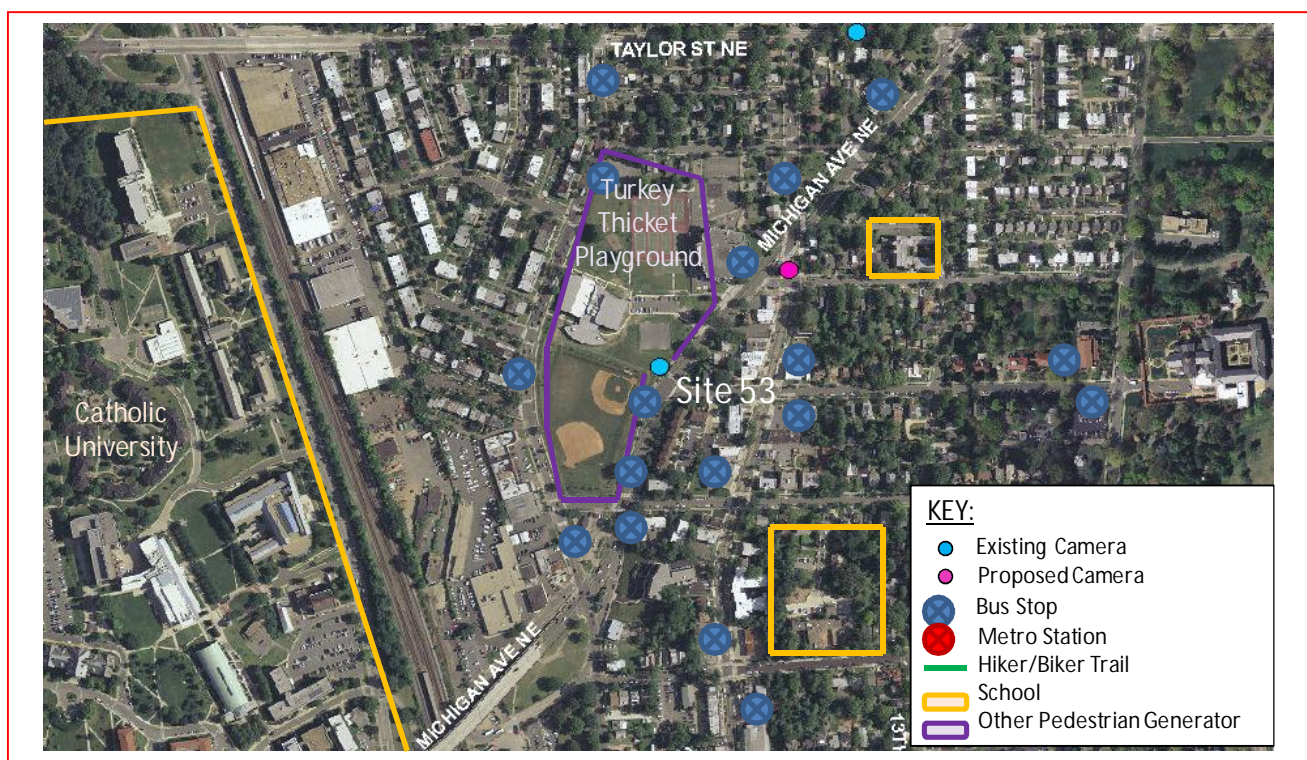 TAYLOR ST NE
MICHIGAN AVE NE
Turkey
Thicket
Playground
Site 53
Catholic
University
MICHIGAN AVE NE
KEY:
Existing Camera
Proposed Camera
Bus Stop
Metro Station
Hiker/Biker Trail
School
Other Pedestrian Generator